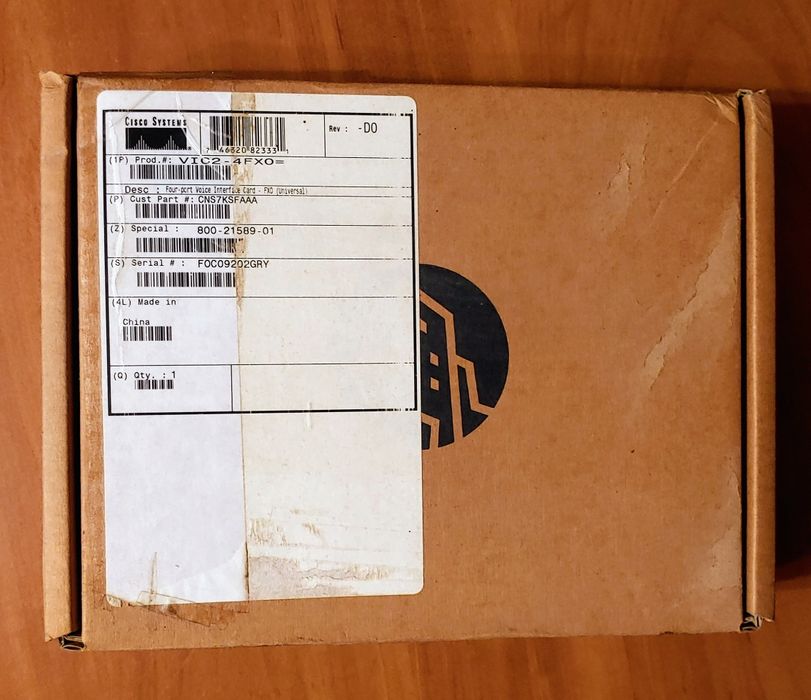 CISCO SYSTEMS
7 46320 82333 1
Rev : -D0
(1P) Prod.#: VIC2-4FXO=
Desc : Four-port Voice Interface Card - FXO (Universal)
(P) Cust Part #: CNS7KSFAAA
(Z) Special : 800-21589-01
(S) Serial # : FOC09202GRY
(4L) Made in
China
(Q) Qty. : 1